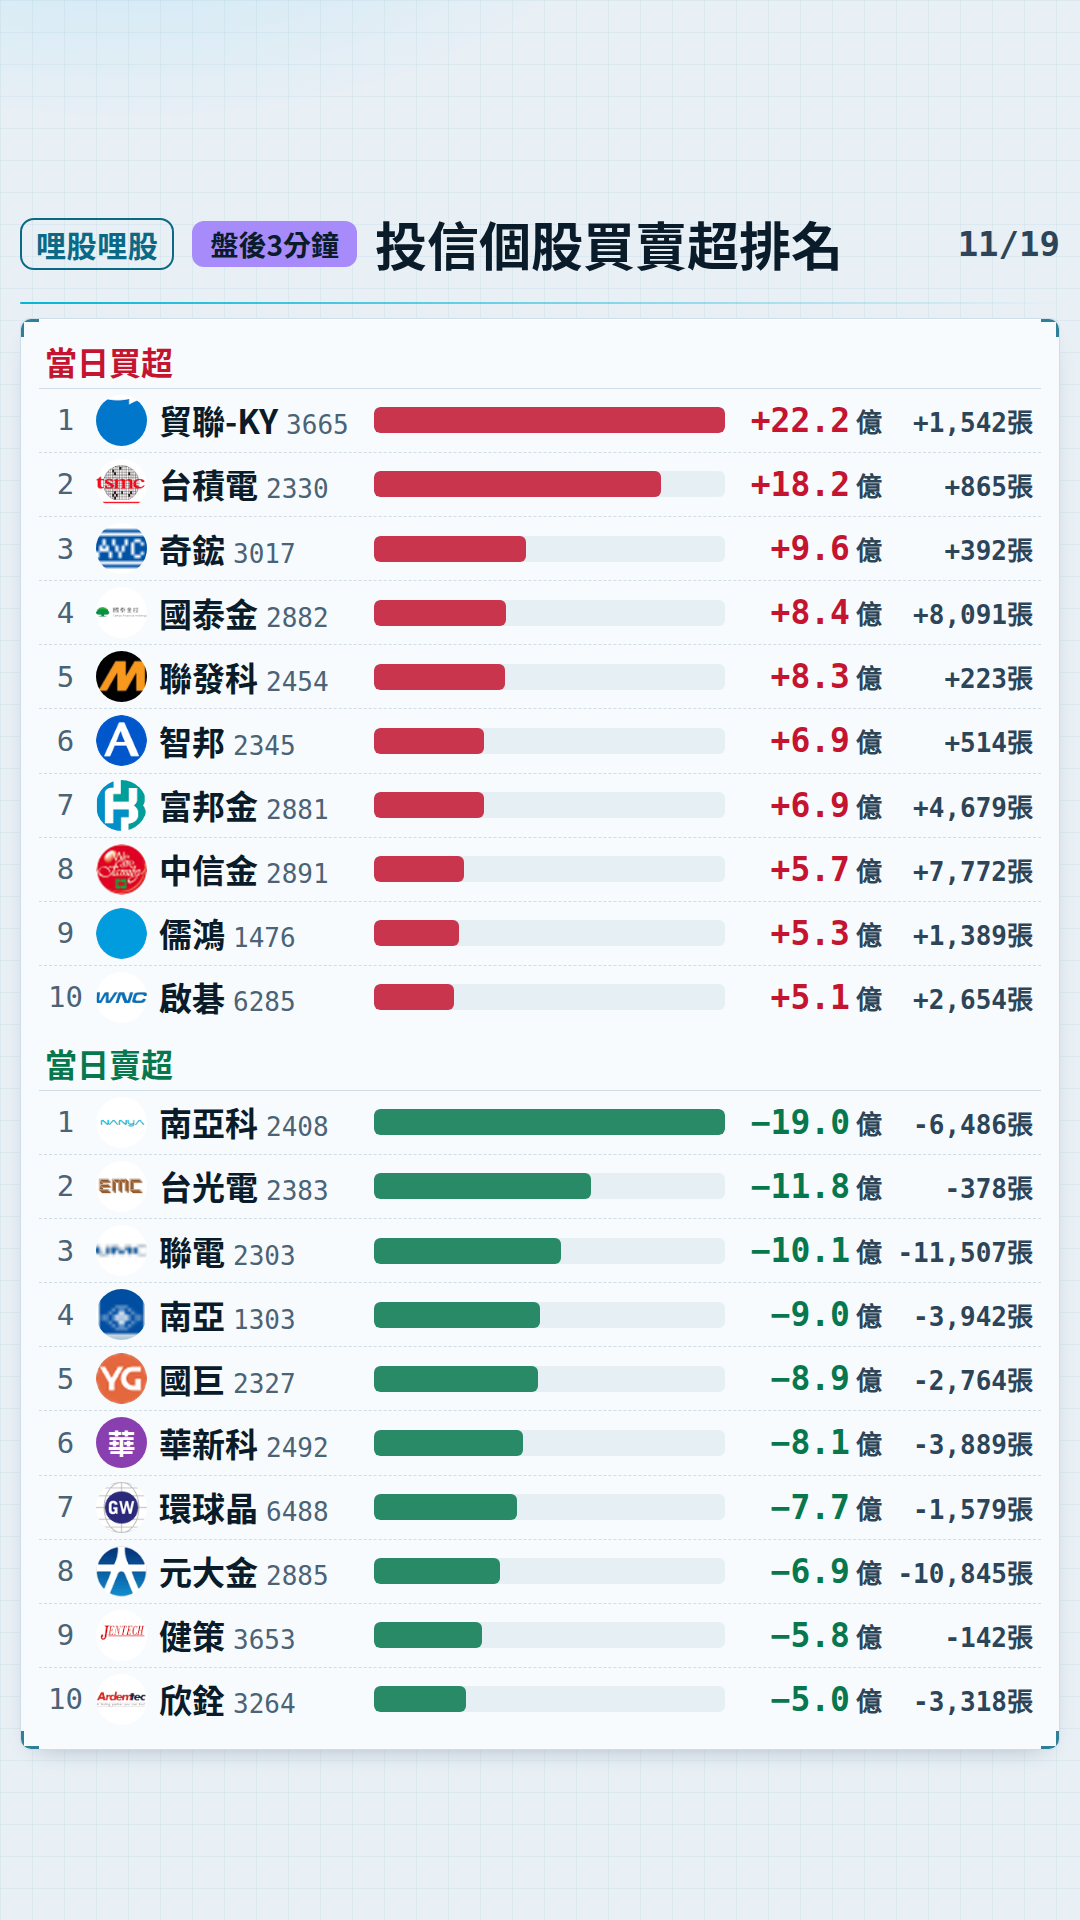 哩股哩股 盤後3分鐘 投信個股買賣超排名 11/19
當日買超
1 貿聯-KY 3665 +22.2 億 +1,542張
2 tsmc 台積電 2330 +18.2 億 +865張
3 AVC 奇鋐 3017 +9.6 億 +392張
4 國泰金 2882 +8.4 億 +8,091張
5 聯發科 2454 +8.3 億 +223張
6 智邦 2345 +6.9 億 +514張
7 富邦金 2881 +6.9 億 +4,679張
8 中信金 2891 +5.7 億 +7,772張
9 儒鴻 1476 +5.3 億 +1,389張
10 WNC 啟碁 6285 +5.1 億 +2,654張
當日賣超
1 NANYA 南亞科 2408 −19.0 億 -6,486張
2 EMC 台光電 2383 −11.8 億 -378張
3 UMC 聯電 2303 −10.1 億 -11,507張
4 南亞 1303 −9.0 億 -3,942張
5 YG 國巨 2327 −8.9 億 -2,764張
6 華 華新科 2492 −8.1 億 -3,889張
7 GW 環球晶 6488 −7.7 億 -1,579張
8 元大金 2885 −6.9 億 -10,845張
9 JENTECH 健策 3653 −5.8 億 -142張
10 Ardentec 欣銓 3264 −5.0 億 -3,318張